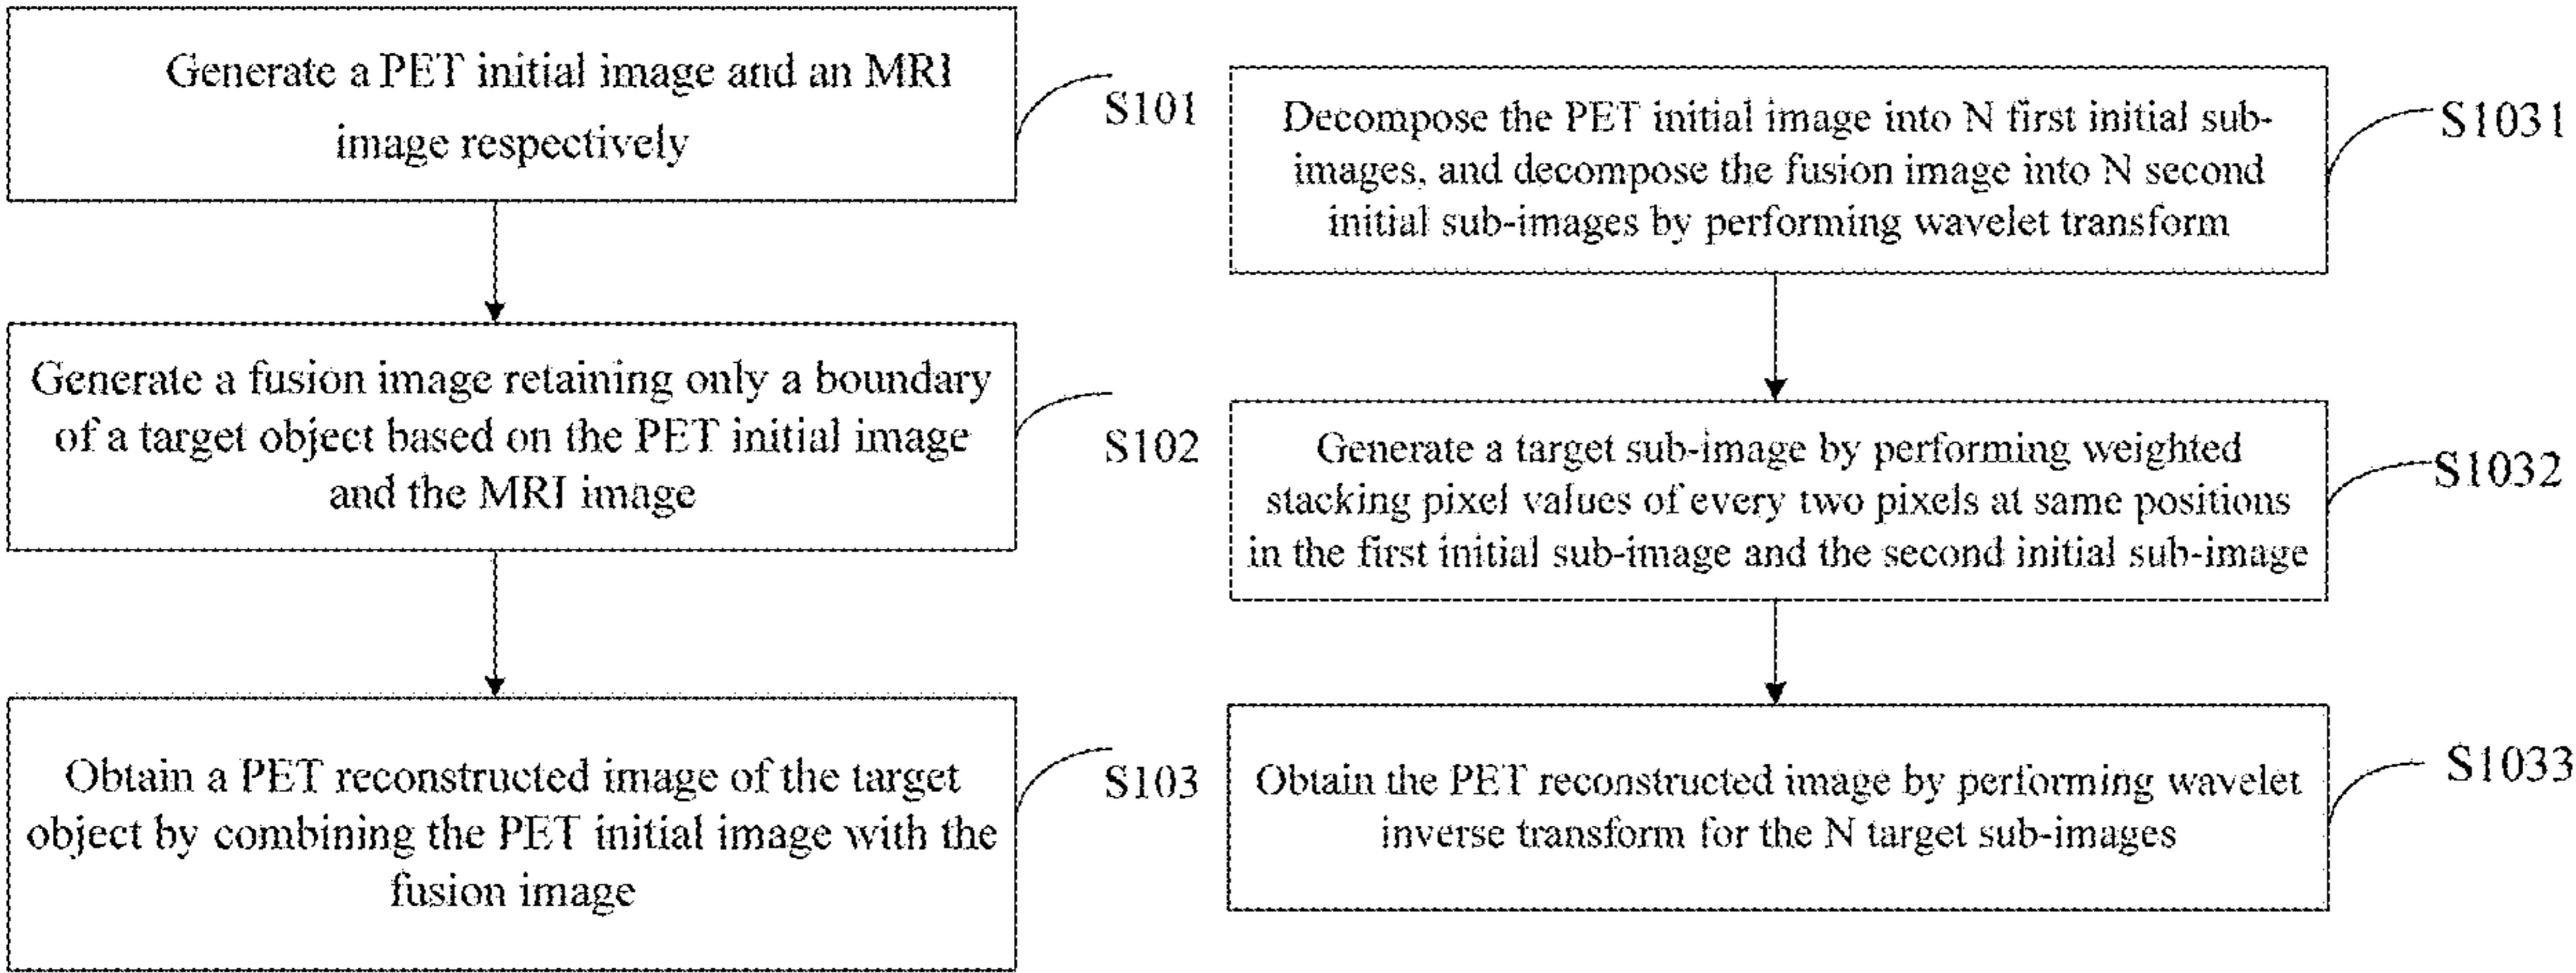 Generate a PET initial image and an MRI
image respectively
S101
Generate a fusion image retaining only a boundary
of a target object based on the PET initial image
and the MRI image
S102
Obtain a PET reconstructed image of the target
object by combining the PET initial image with the
fusion image
S103
Decompose the PET initial image into N first initial sub-
images, and decompose the fusion image into N second
initial sub-images by performing wavelet transform
S1031
Generate a target sub-image by performing weighted
stacking pixel values of every two pixels at same positions
in the first initial sub-image and the second initial sub-image
S1032
Obtain the PET reconstructed image by performing wavelet
inverse transform for the N target sub-images
S1033